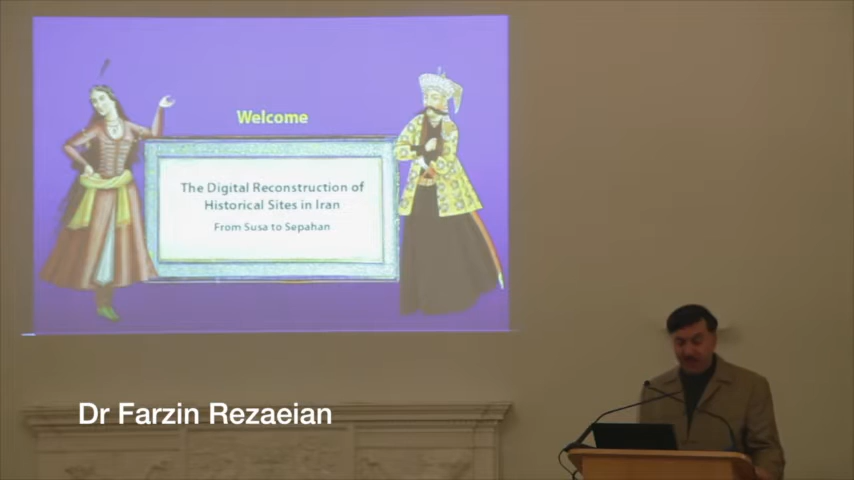 Welcome
The Digital Reconstruction of
Historical Sites in Iran
From Susa to Sepahan
Dr Farzin Rezaeian